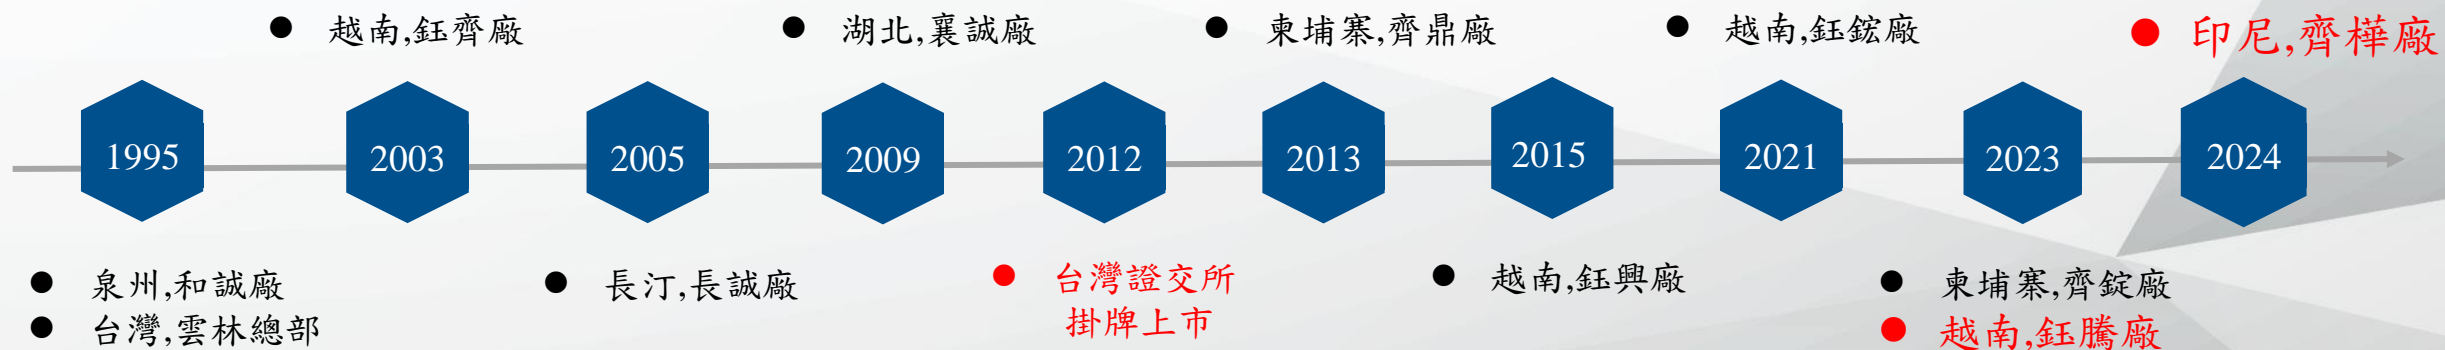 ● 越南,鈺齊廠
● 湖北,襄誠廠
● 柬埔寨,齊鼎廠
● 越南,鈺鋐廠
● 印尼,齊樺廠
1995
2003
2005
2009
2012
2013
2015
2021
2023
2024
● 泉州,和誠廠
● 台灣,雲林總部
● 長汀,長誠廠
● 台灣證交所
掛牌上市
● 越南,鈺興廠
● 柬埔寨,齊錠廠
● 越南,鈺騰廠